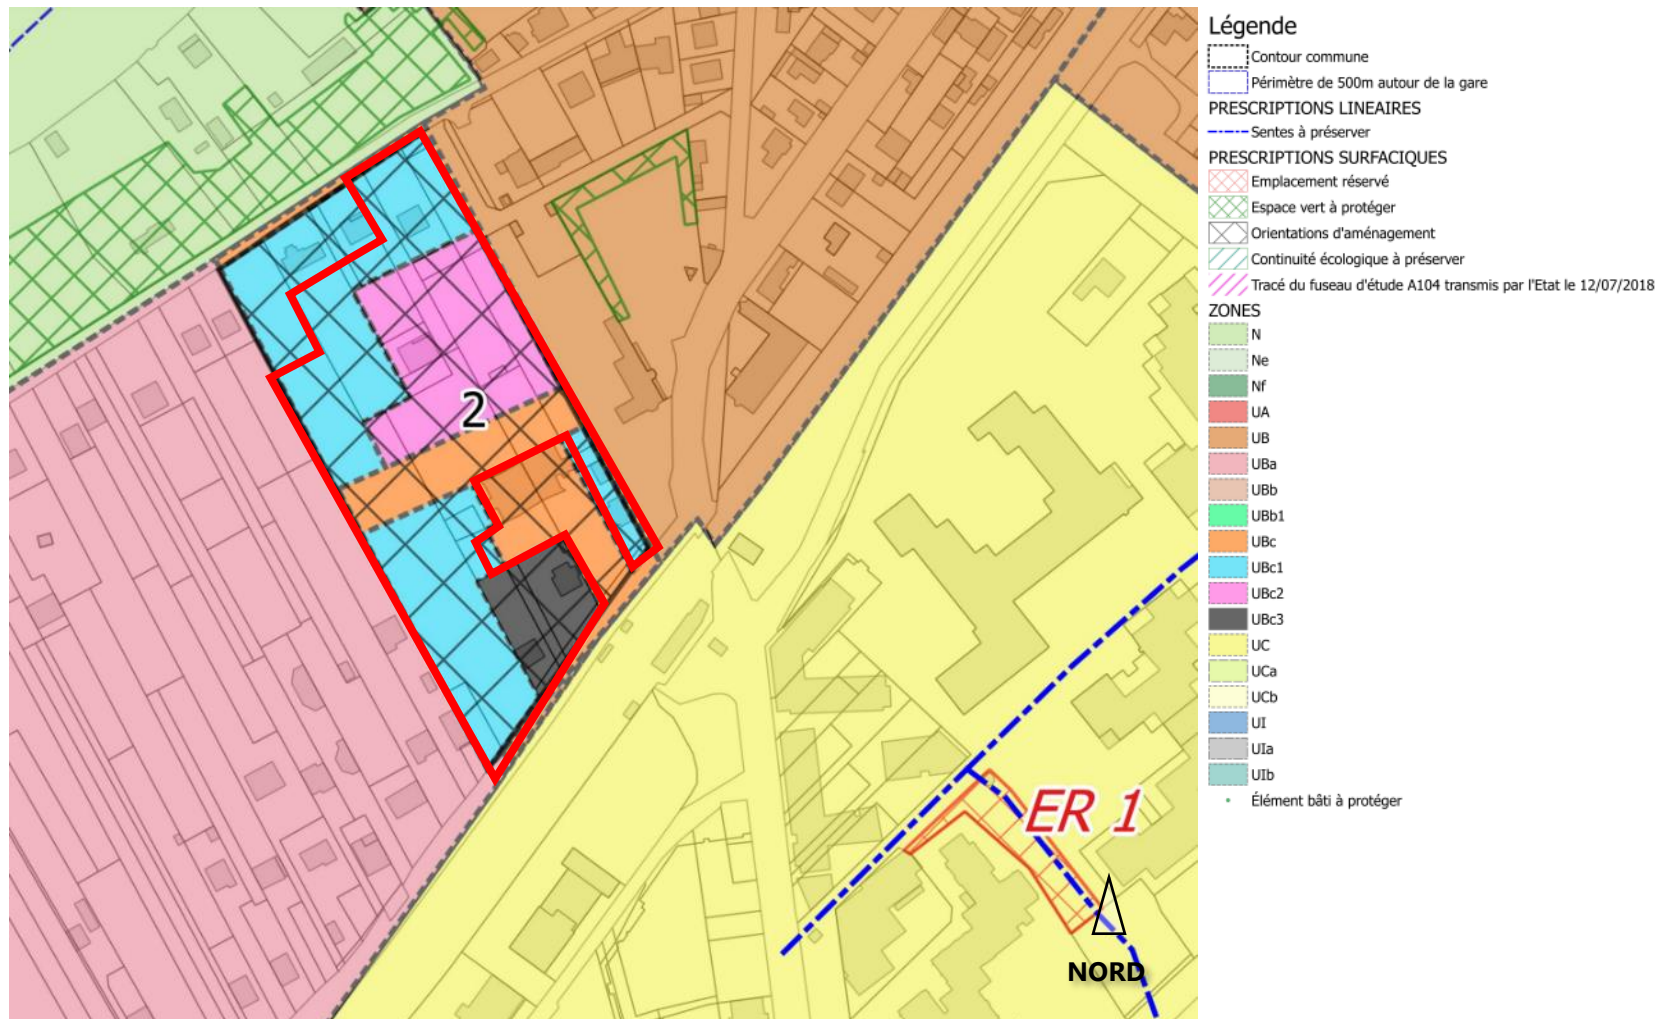 2
ER 1
NORD
Légende
Contour commune
Périmètre de 500m autour de la gare
PRESCRIPTIONS LINEAIRES
Sentes à préserver
PRESCRIPTIONS SURFACIQUES
Emplacement réservé
Espace vert à protéger
Orientations d'aménagement
Continuité écologique à préserver
Tracé du fuseau d'étude A104 transmis par l'Etat le 12/07/2018
ZONES
N
Ne
Nf
UA
UB
UBa
UBb
UBb1
UBc
UBc1
UBc2
UBc3
UC
UCa
UCb
UI
UIa
UIb
Élément bâti à protéger